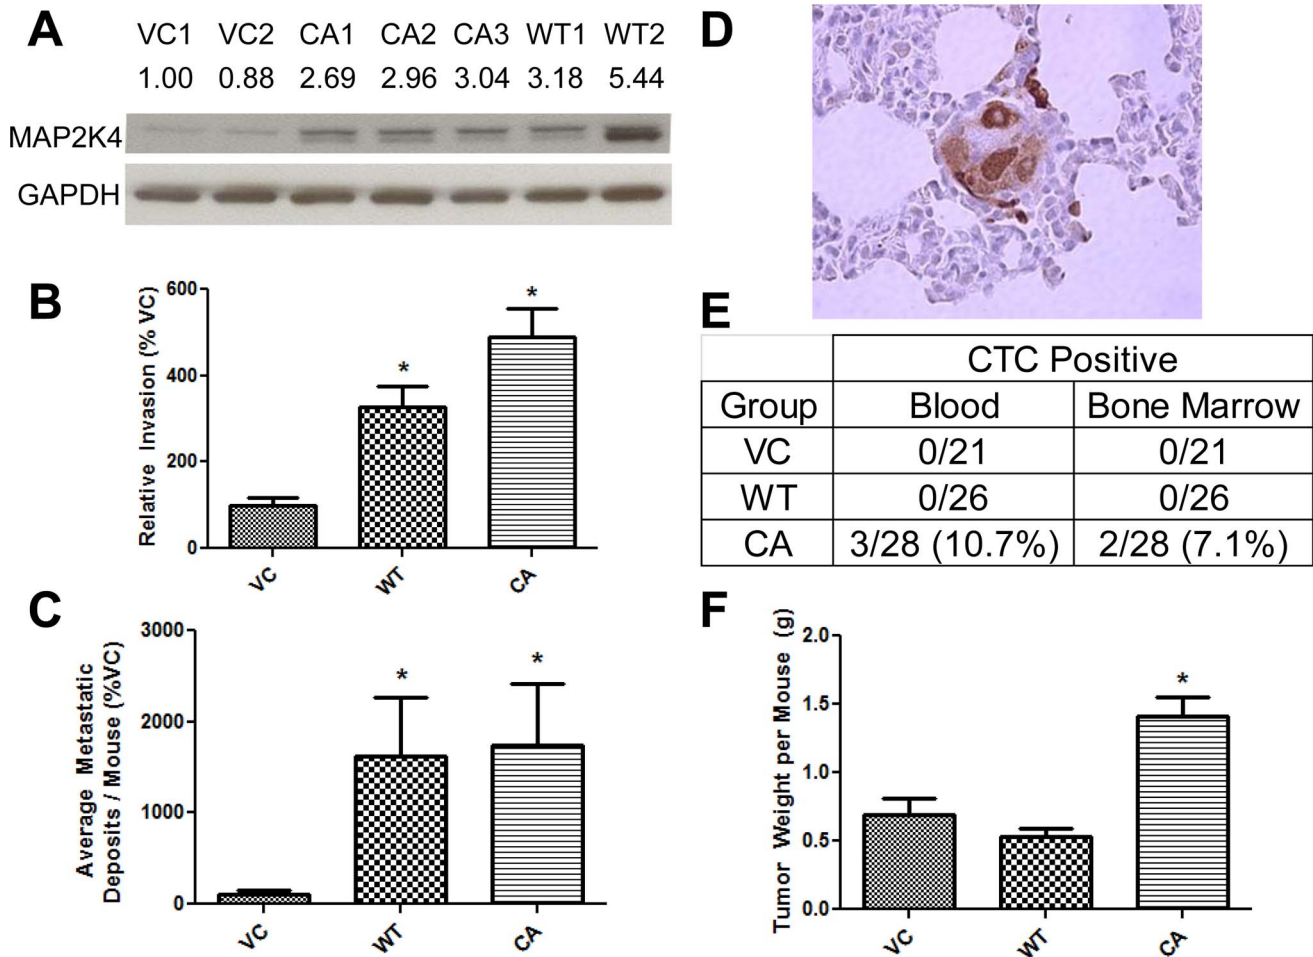 A
VC1 VC2 CA1 CA2 CA3 WT1 WT2
1.00 0.88 2.69 2.96 3.04 3.18 5.44
MAP2K4
GAPDH
B
Relative Invasion (% VC)
600
400
200
0
*
*
VC WT CA
C
Average Metastatic
Deposits / Mouse (%VC)
3000
2000
1000
0
*
*
VC WT CA
D
E
CTC Positive
Group Blood Bone Marrow
VC 0/21 0/21
WT 0/26 0/26
CA 3/28 (10.7%) 2/28 (7.1%)
F
Tumor Weight per Mouse (g)
2.0
1.5
1.0
0.5
0.0
*
VC WT CA